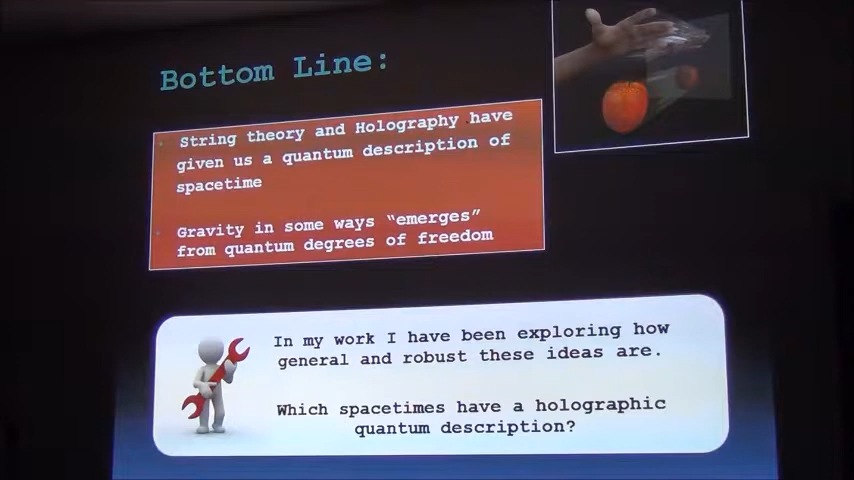 Bottom Line:
String theory and Holography have
given us a quantum description of
spacetime
Gravity in some ways “emerges”
from quantum degrees of freedom
In my work I have been exploring how
general and robust these ideas are.
Which spacetimes have a holographic
quantum description?